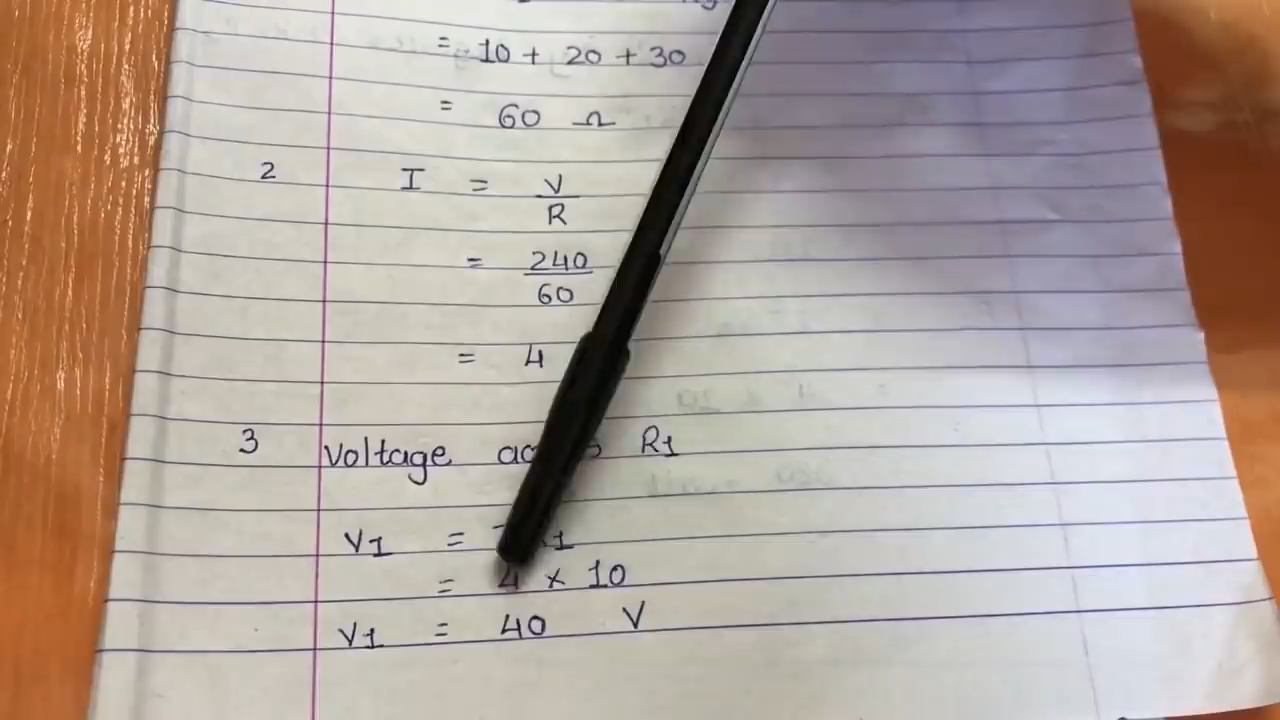 = 10 + 20 + 30
= 60 Ω
2 I = V
R
= 240
60
= 4
3 Voltage R1
V1 =
= 4 × 10
V1 = 40 V